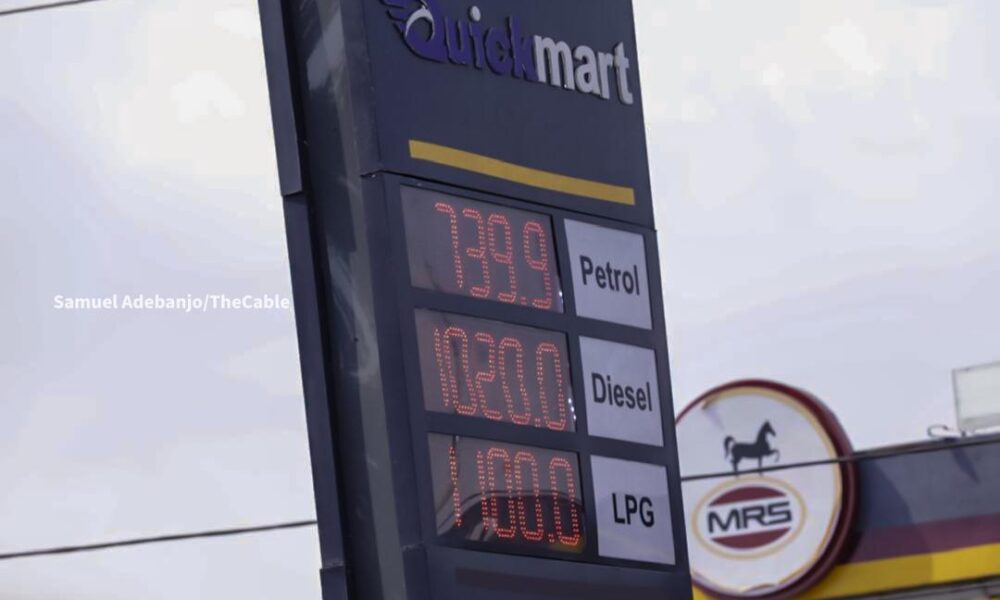 Quickmart
739.9 Petrol
Samuel Adebanjo/TheCable
1020.0 Diesel
1100.0 LPG
MRS